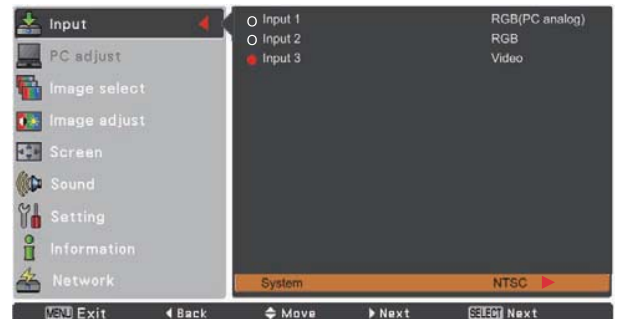 Input
PC adjust
Image select
Image adjust
Screen
Sound
Setting
Information
Network
Input 1 RGB(PC analog)
Input 2 RGB
Input 3 Video
System NTSC
MENU Exit Back Move Next SELECT Next